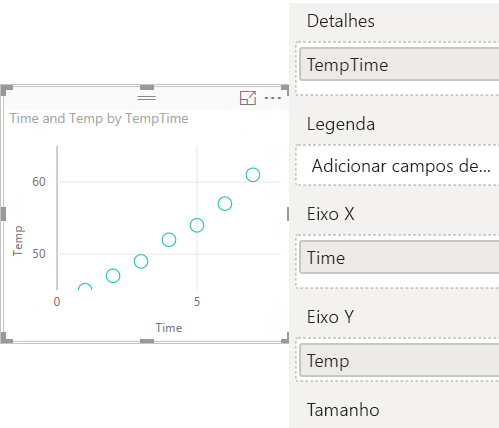 Time and Temp by TempTime
60
50
Temp
0
5
Time
Detalhes
TempTime
Legenda
Adicionar campos de...
Eixo X
Time
Eixo Y
Temp
Tamanho